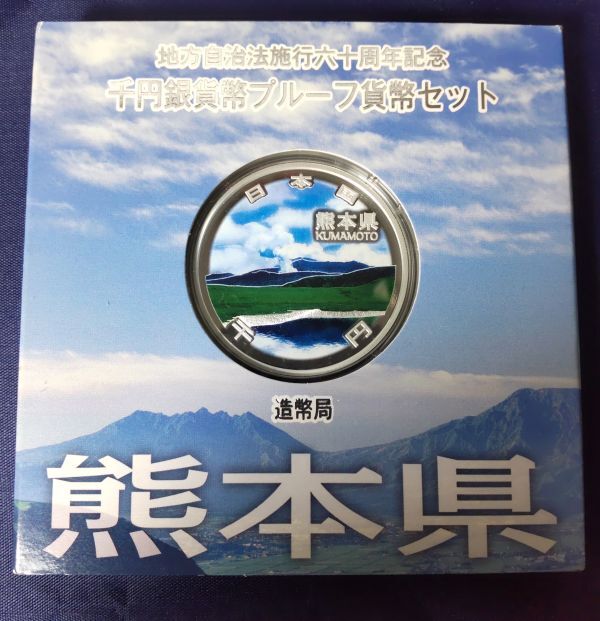 地方自治法施行六十周年記念
千円銀貨幣プルーフ貨幣セット
日本国
熊本県
KUMAMOTO
千円
造幣局
熊本県